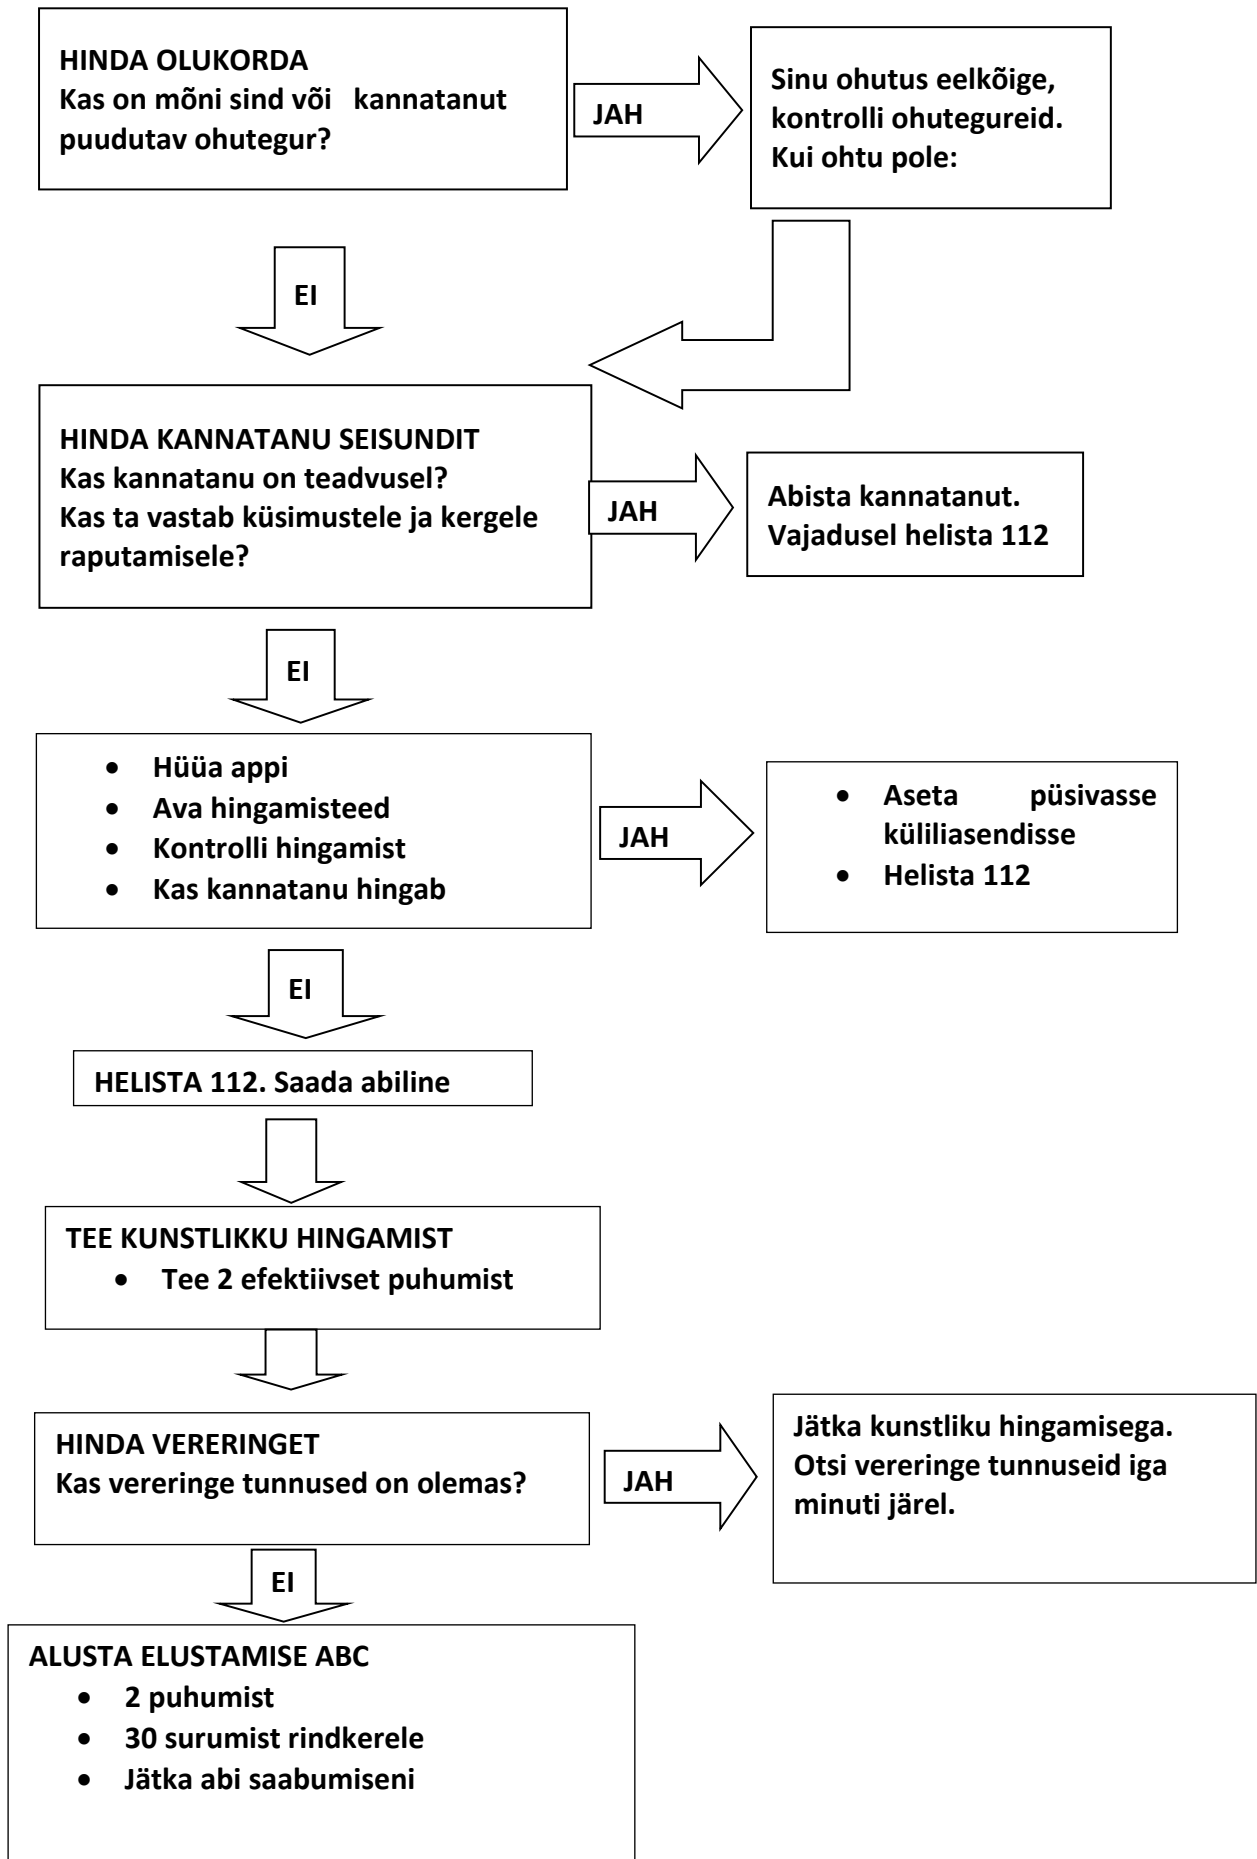 HINDA OLUKORDA
Kas on mõni sind või kannatanut
puudutav ohutegur?
JAH
Sinu ohutus eelkõige,
kontrolli ohutegureid.
Kui ohtu pole:
EI
HINDA KANNATANU SEISUNDIT
Kas kannatanu on teadvusel?
Kas ta vastab küsimustele ja kergele
raputamisele?
JAH
Abista kannatanut.
Vajadusel helista 112
EI
• Hüüa appi
• Ava hingamisteed
• Kontrolli hingamist
• Kas kannatanu hingab
JAH
• Aseta püsivasse
küliliasendisse
• Helista 112
EI
HELISTA 112. Saada abiline
TEE KUNSTLIKKU HINGAMIST
• Tee 2 efektiivset puhumist
HINDA VERERINGET
Kas vereringe tunnused on olemas?
JAH
Jätka kunstliku hingamisega.
Otsi vereringe tunnuseid iga
minuti järel.
EI
ALUSTA ELUSTAMISE ABC
• 2 puhumist
• 30 surumist rindkerele
• Jätka abi saabumiseni